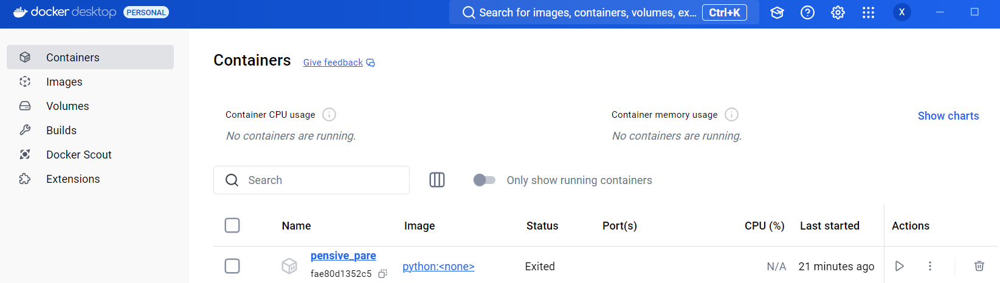 docker desktop PERSONAL Search for images, containers, volumes, ex... Ctrl+K X
Containers
Images
Volumes
Builds
Docker Scout
Extensions
Containers Give feedback
Container CPU usage
No containers are running.
Container memory usage
No containers are running.
Show charts
Search
Only show running containers
Name Image Status Port(s) CPU (%) Last started Actions
pensive_pare
fae80d1352c5
python:<none> Exited N/A 21 minutes ago